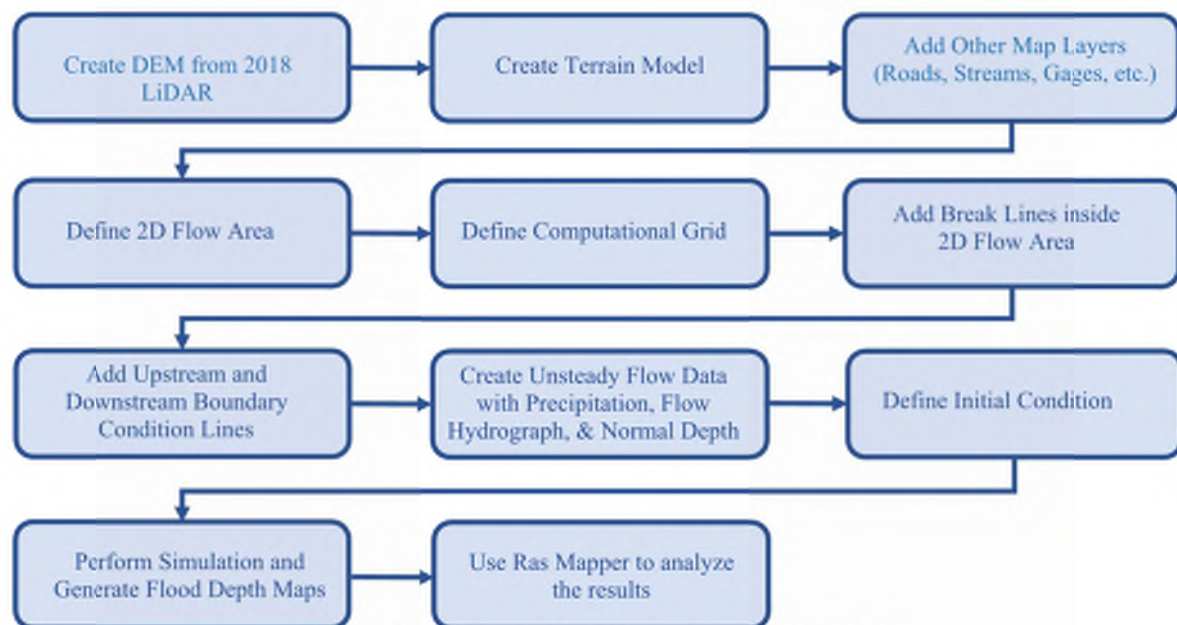 Create DEM from 2018
LiDAR
Create Terrain Model
Add Other Map Layers
(Roads, Streams, Gages, etc.)
Define 2D Flow Area
Define Computational Grid
Add Break Lines inside
2D Flow Area
Add Upstream and
Downstream Boundary
Condition Lines
Create Unsteady Flow Data
with Precipitation, Flow
Hydrograph, & Normal Depth
Define Initial Condition
Perform Simulation and
Generate Flood Depth Maps
Use Ras Mapper to analyze
the results